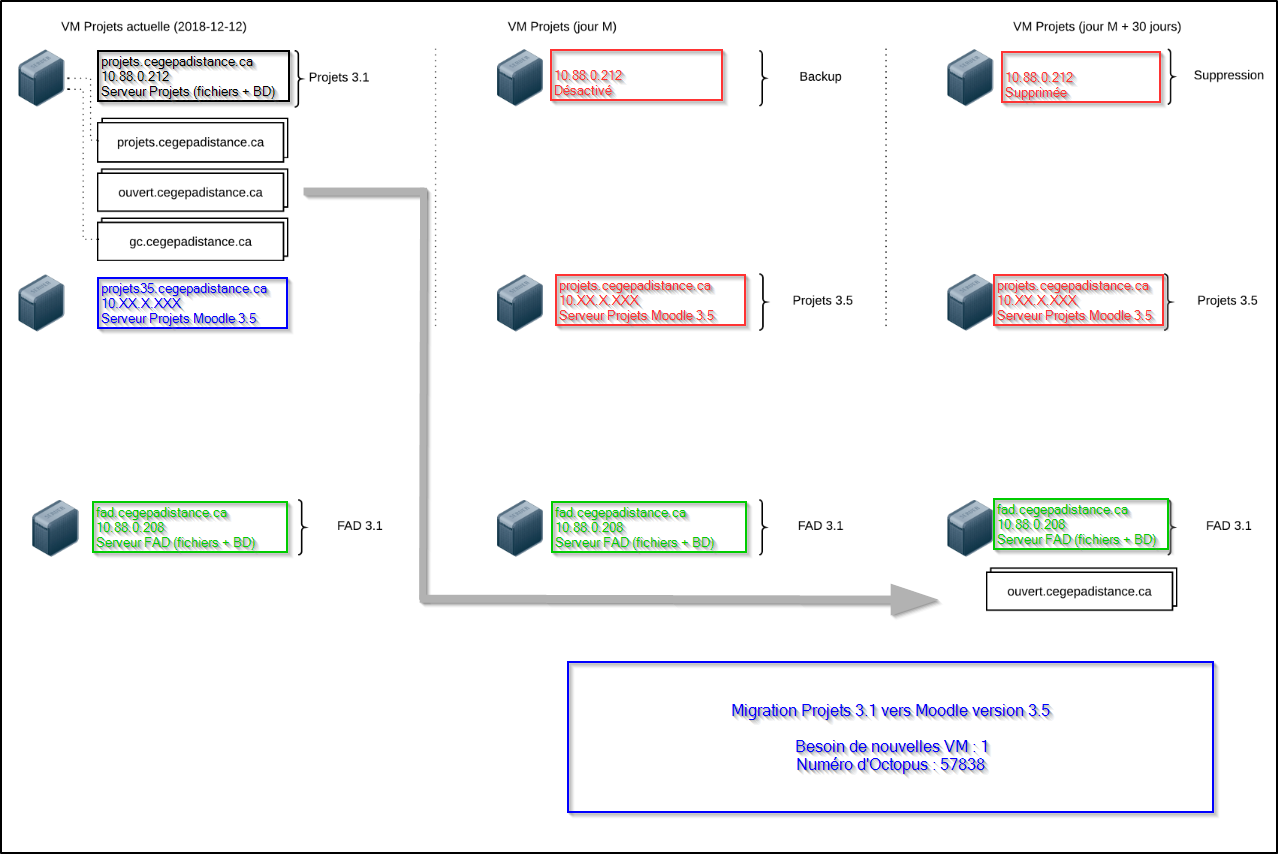 VM Projets actuelle (2018-12-12)
projets.cegepadistance.ca
10.88.0.212
Serveur Projets (fichiers + BD)
Projets 3.1
projets.cegepadistance.ca
ouvert.cegepadistance.ca
gc.cegepadistance.ca
projets35.cegepadistance.ca
10.XX.X.XXX
Serveur Projets Moodle 3.5
fad.cegepadistance.ca
10.88.0.208
Serveur FAD (fichiers + BD)
FAD 3.1
VM Projets (jour M)
10.88.0.212
Désactivé
Backup
projets.cegepadistance.ca
10.XX.X.XXX
Serveur Projets Moodle 3.5
Projets 3.5
fad.cegepadistance.ca
10.88.0.208
Serveur FAD (fichiers + BD)
FAD 3.1
VM Projets (jour M + 30 jours)
10.88.0.212
Supprimée
Suppression
projets.cegepadistance.ca
10.XX.X.XXX
Serveur Projets Moodle 3.5
Projets 3.5
fad.cegepadistance.ca
10.88.0.208
Serveur FAD (fichiers + BD)
FAD 3.1
ouvert.cegepadistance.ca
Migration Projets 3.1 vers Moodle version 3.5
Besoin de nouvelles VM : 1
Numéro d'Octopus : 57838